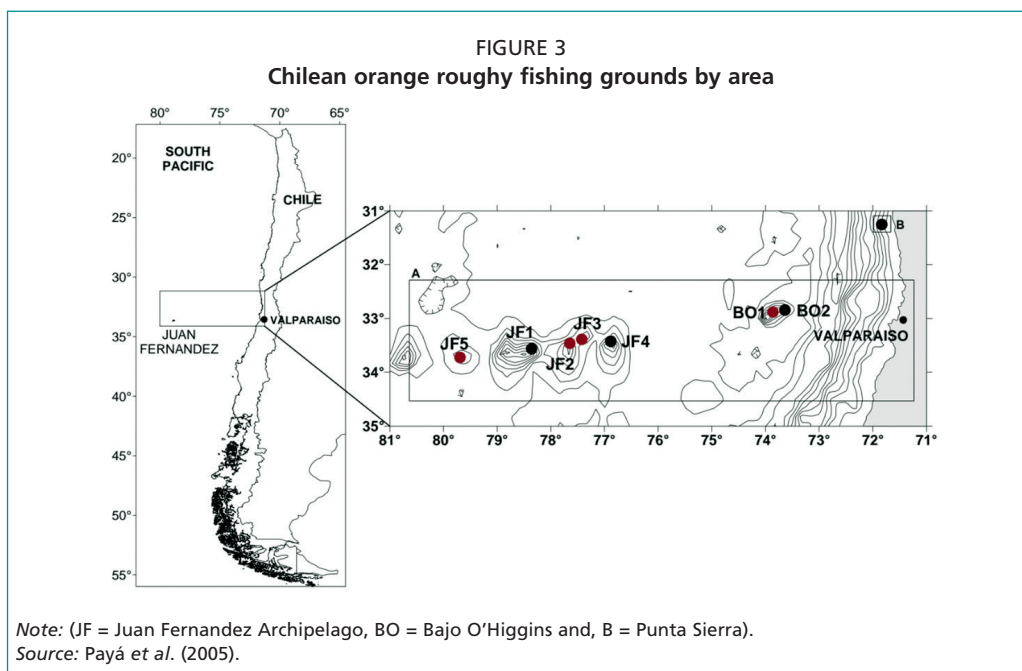 FIGURE 3
Chilean orange roughy fishing grounds by area
80° 75° 70° 65°
20°
25°
30°
35°
40°
45°
50°
55°
SOUTH
PACIFIC
CHILE
VALPARAISO
JUAN
FERNANDEZ
31°
32°
33°
34°
35°
A
B
BO1 BO2
VALPARAISO
JF5
JF1
JF3
JF2
JF4
81° 80° 79° 78° 77° 76° 75° 74° 73° 72° 71°
Note: (JF = Juan Fernandez Archipelago, BO = Bajo O'Higgins and, B = Punta Sierra).
Source: Payá et al. (2005).